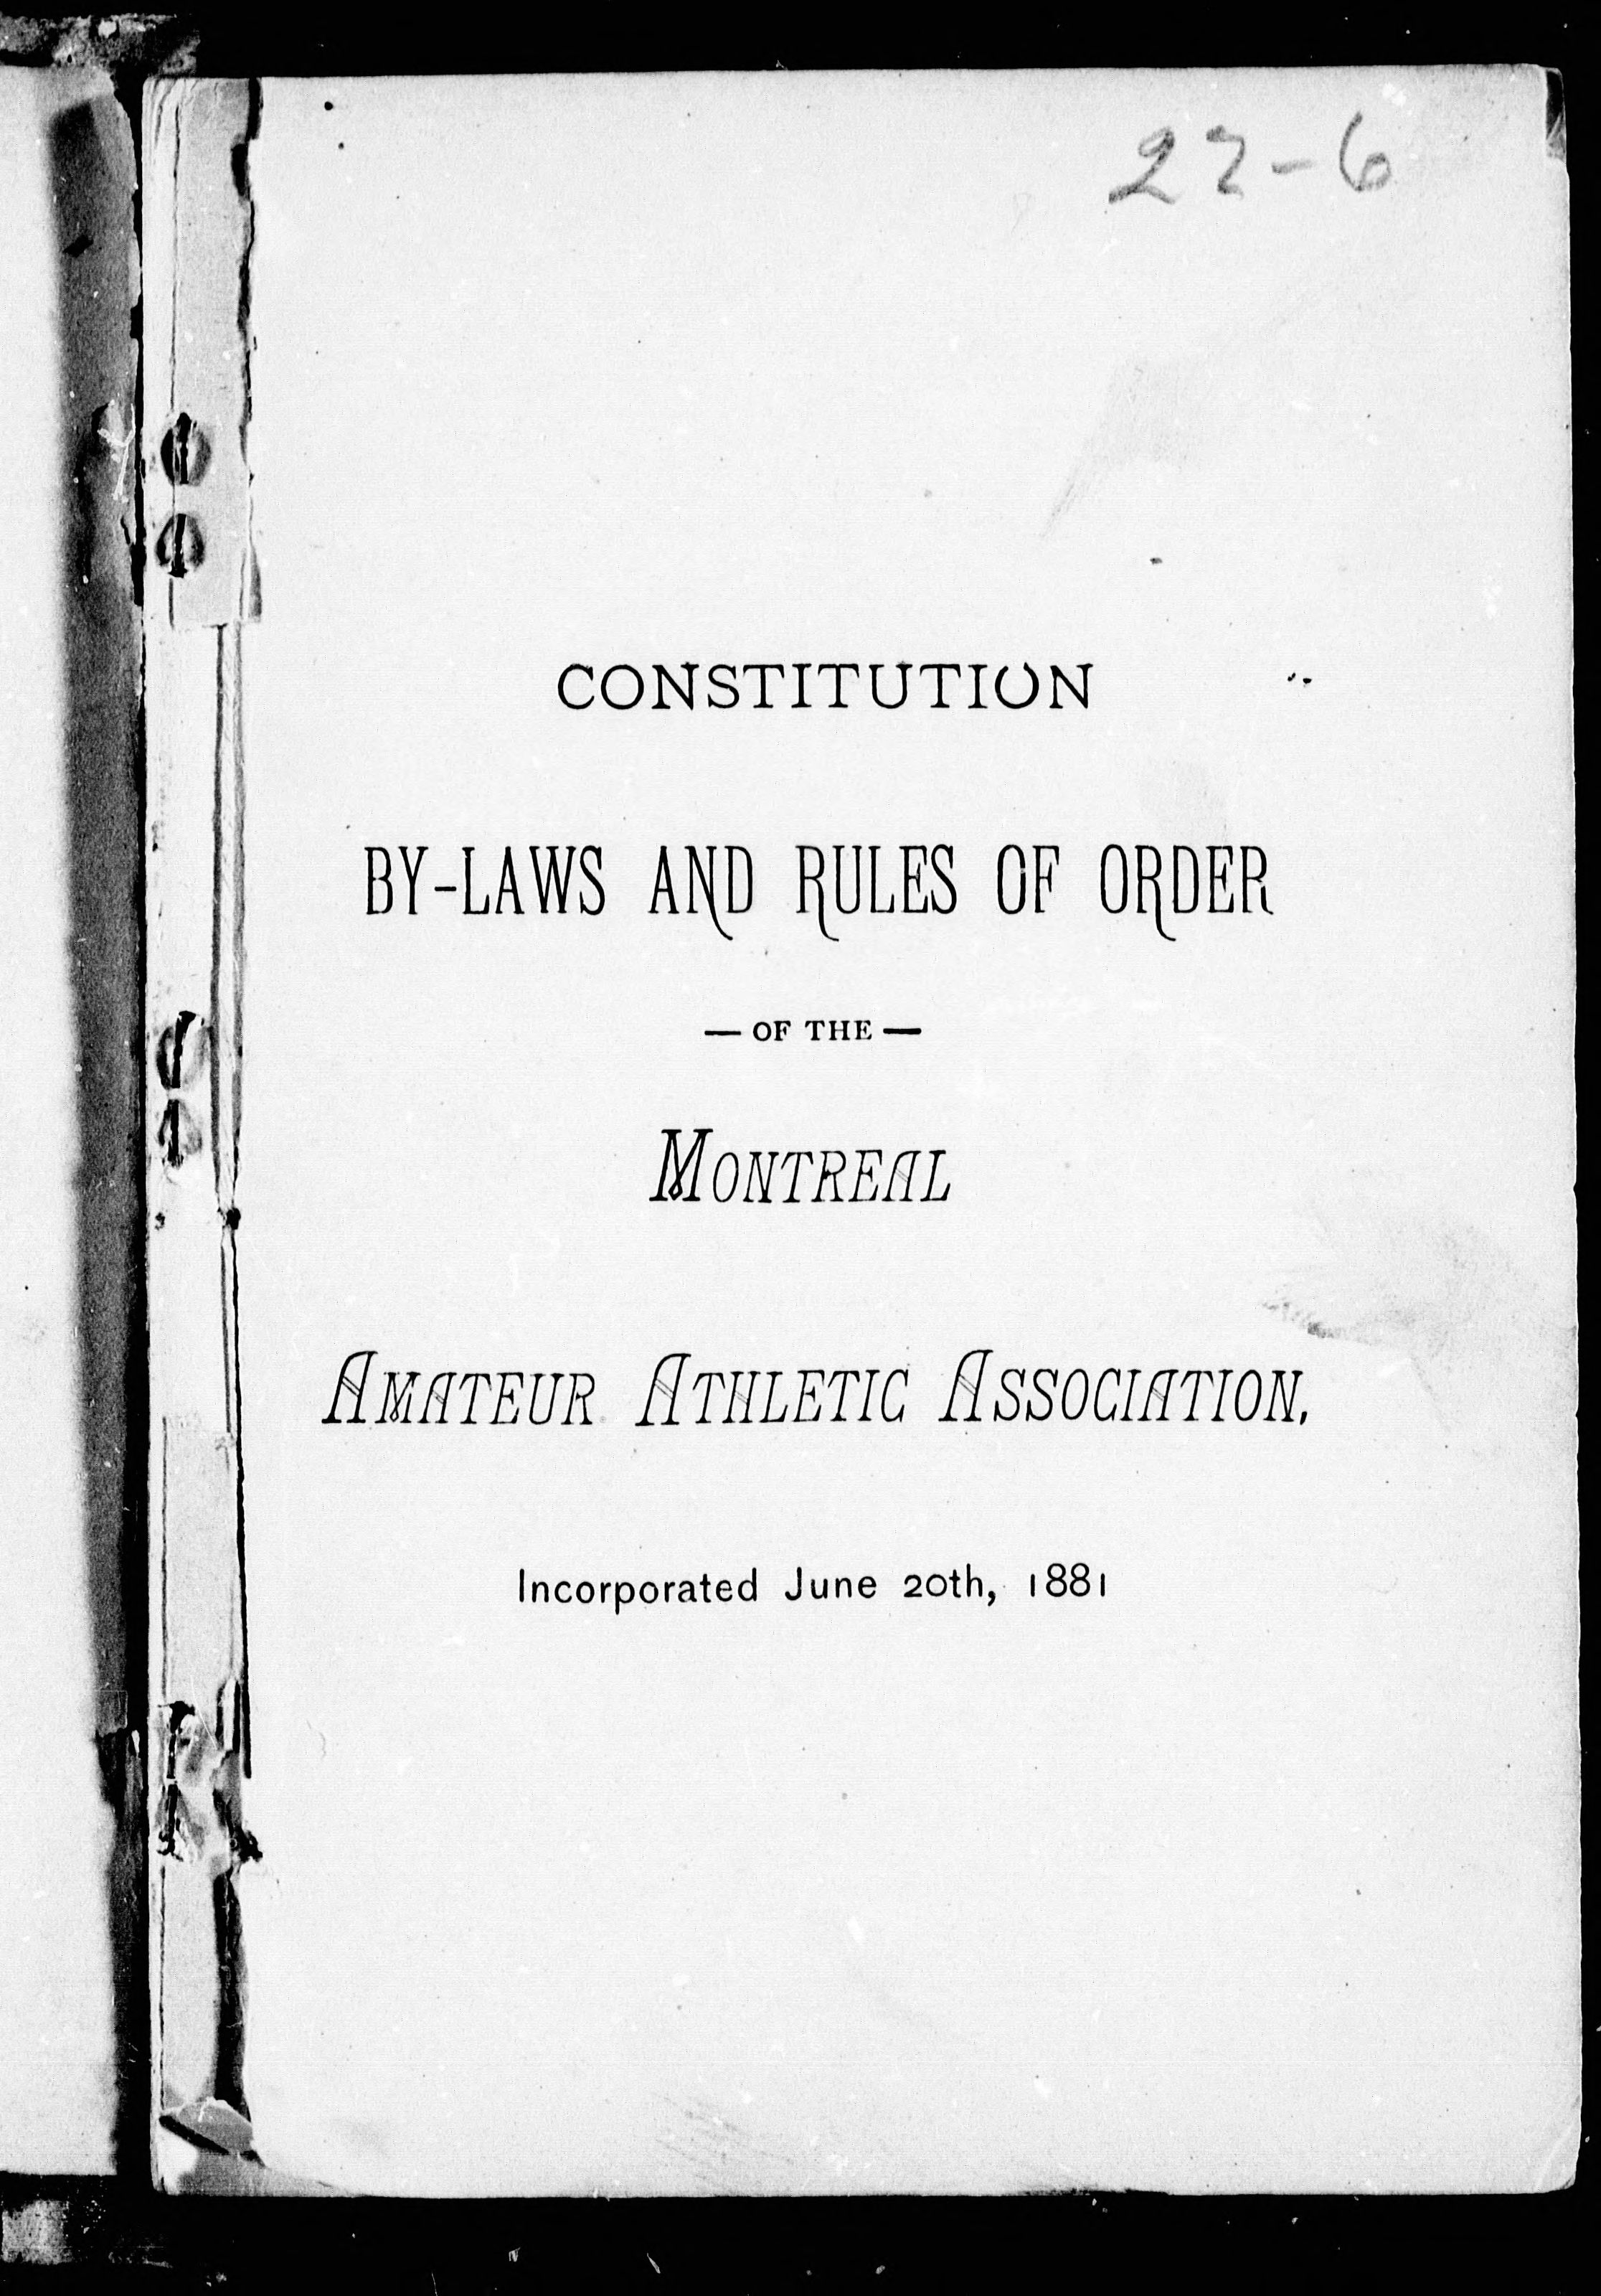 22-6
CONSTITUTION
BY-LAWS AND RULES OF ORDER
— OF THE —
MONTREAL
AMATEUR ATHLETIC ASSOCIATION.
Incorporated June 20th, 1881